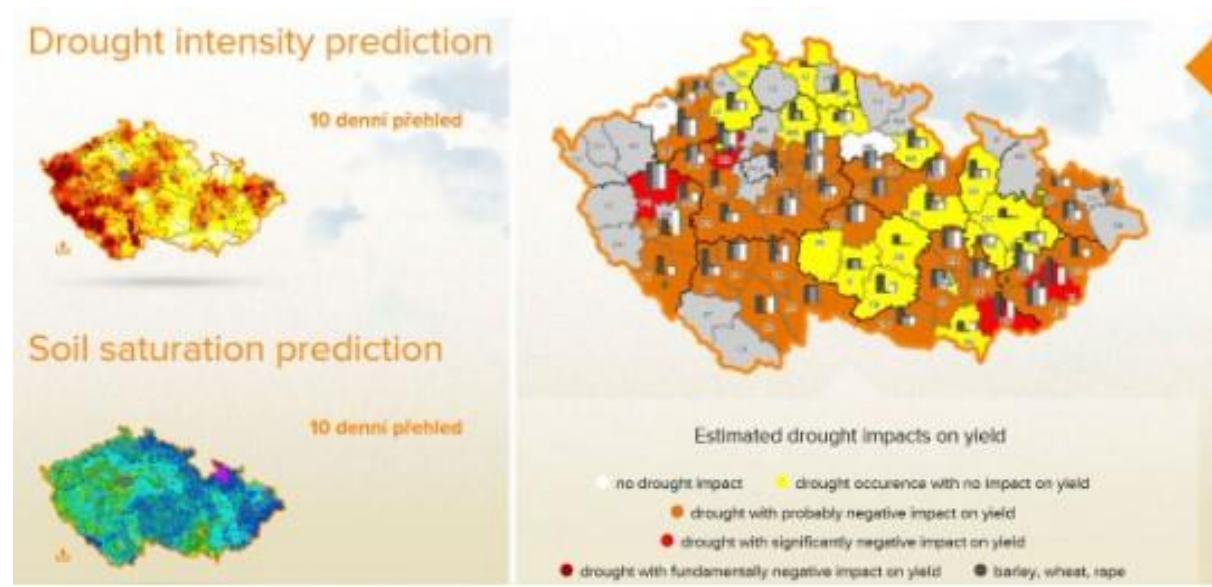 Drought intensity prediction
10 denní přehled
Soil saturation prediction
10 denní přehled
Estimated drought impacts on yield
no drought impact
drought occurence with no impact on yield
drought with probably negative impact on yield
drought with significantly negative impact on yield
drought with fundamentally negative impact on yield
barley, wheat, rape